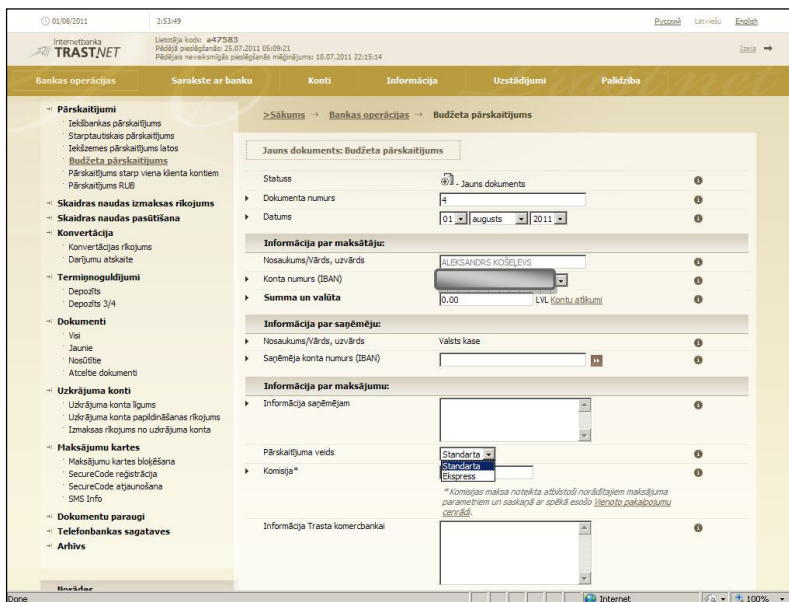 01/08/2011 2:53:49 Русский Latviešu English
Internetbanka
TRAST.NET
Lietotāja kods: a47583
Pēdējā pieslēgšanās: 25.07.2011 05:09:21
Pēdējais neveiksmīgās pieslēgšanās mēģinājums: 10.07.2011 22:15:14
Izeja
Bankas operācijas Sarakste ar banku Konti Informācija Uzstādījumi Palīdzība
Pārskaitījumi
Iekšbankas pārskaitījums
Starptautiskais pārskaitījums
Iekšzemes pārskaitījums latos
Budžeta pārskaitījums
Pārskaitījums starp viena klienta kontiem
Pārskaitījums RUB
Skaidras naudas izmaksas rīkojums
Skaidras naudas pasūtīšana
Konvertācija
Konvertācijas rīkojums
Darījumu atskaite
Termiņnoguldījumi
Depozīts
Depozīts 3/4
Dokumenti
Visi
Jaunie
Nosūtītie
Atceltie dokumenti
Uzkrājuma konti
Uzkrājuma konta līgums
Uzkrājuma konta papildināšanas rīkojums
Izmaksas rīkojums no uzkrājuma konta
Maksājumu kartes
Maksājumu kartes bloķēšana
SecureCode reģistrācija
SecureCode atjaunošana
SMS Info
Dokumentu paraugi
Telefonbankas sagataves
Arhīvs
Norādes
>Sākums → Bankas operācijas → Budžeta pārskaitījums
Jauns dokuments: Budžeta pārskaitījums
Statuss - Jauns dokuments
Dokumenta numurs 4
Datums 01 augusts 2011
Informācija par maksātāju:
Nosaukums/Vārds, uzvārds ALEKSANDRS KOŠEĻEVS
Konta numurs (IBAN)
Summa un valūta 0.00 LVL Kontu atlikumi
Informācija par saņēmēju:
Nosaukums/Vārds, uzvārds Valsts kase
Saņēmēja konta numurs (IBAN)
Informācija par maksājumu:
Informācija saņēmējam
Pārskaitījuma veids Standarta
Standarta
Ekspress
Komisija*
* Komisijas maksa noteikta atbilstoši norādītajiem maksājuma
parametriem un saskaņā ar spēkā esošo Vienoto pakalpojumu
cenrādi.
Informācija Trasta komercbankai
Done Internet 100%